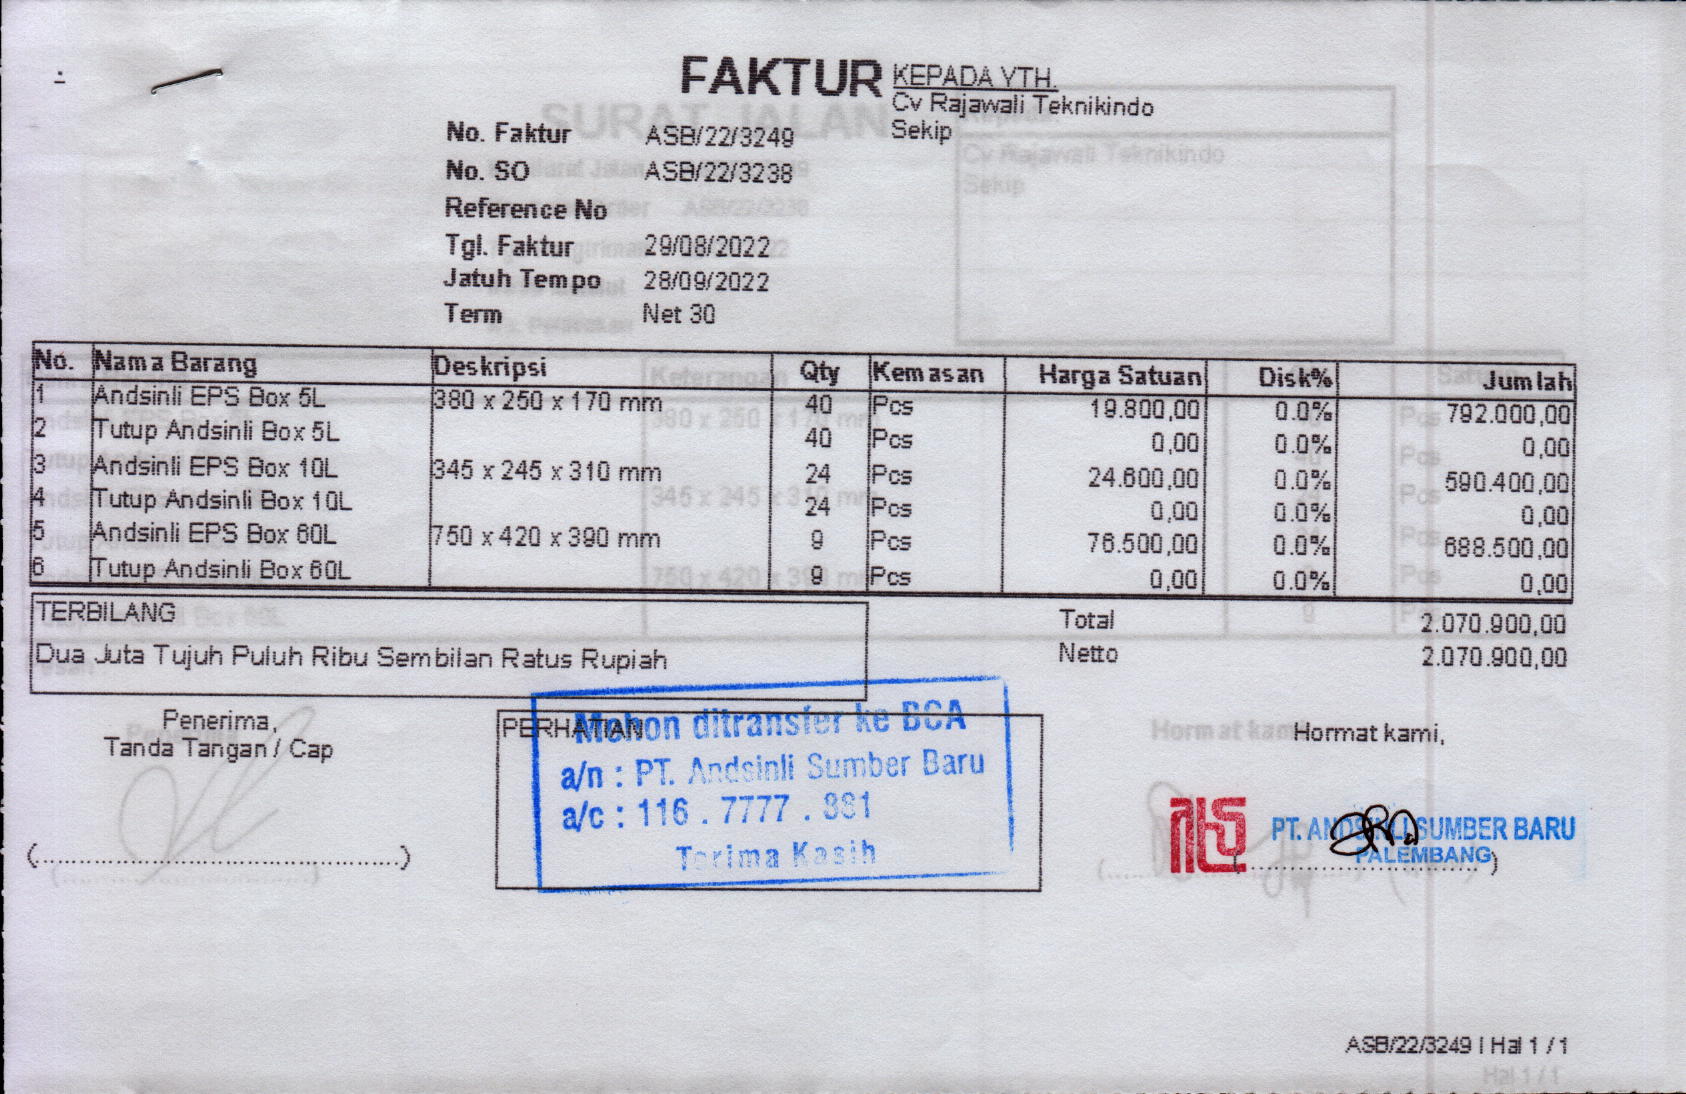 FAKTUR
KEPADA YTH.
Cv Rajawali Teknikindo
Sekip
No. Faktur ASB/22/3249
No. SO ASB/22/3238
Reference No
Tgl. Faktur 29/08/2022
Jatuh Tempo 28/09/2022
Term Net 30
No. Nama Barang Deskripsi Qty Kemasan Harga Satuan Disk% Jumlah
1 Andsinli EPS Box 5L 380 x 250 x 170 mm 40 Pcs 19.800,00 0.0% 792.000,00
2 Tutup Andsinli Box 5L 40 Pcs 0,00 0.0% 0,00
3 Andsinli EPS Box 10L 345 x 245 x 310 mm 24 Pcs 24.600,00 0.0% 590.400,00
4 Tutup Andsinli Box 10L 24 Pcs 0,00 0.0% 0,00
5 Andsinli EPS Box 60L 750 x 420 x 390 mm 9 Pcs 76.500,00 0.0% 688.500,00
6 Tutup Andsinli Box 60L 9 Pcs 0,00 0.0% 0,00
TERBILANG
Dua Juta Tujuh Puluh Ribu Sembilan Ratus Rupiah
Total 2.070.900,00
Netto 2.070.900,00
Penerima,
Tanda Tangan / Cap
PERHATIAN
Mohon ditransfer ke BCA
a/n : PT. Andsinli Sumber Baru
a/c : 116 . 7777 . 881
Terima Kasih
Hormat kami,
PT. ANDSINLI SUMBER BARU
PALEMBANG
ASB/22/3249 | Hal 1 / 1